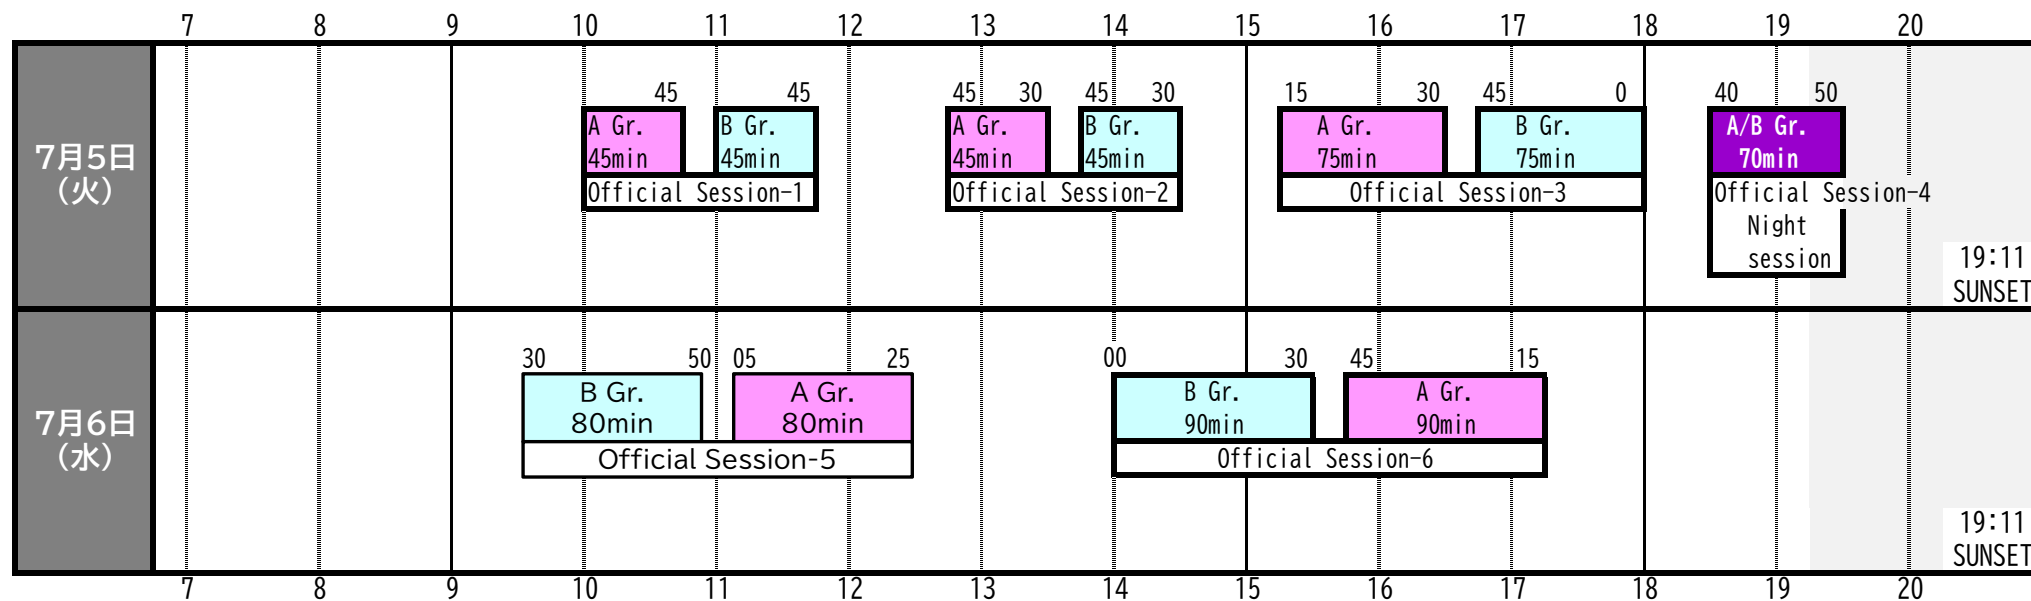 7 8 9 10 11 12 13 14 15 16 17 18 19 20
7月5日
(火)
45 45 45 30 45 30 15 30 45 0 40 50
A Gr. B Gr. A Gr. B Gr. A Gr. B Gr. A/B Gr.
45min 45min 45min 45min 75min 75min 70min
Official Session-1 Official Session-2 Official Session-3 Official Session-4
Night
session
19:11
SUNSET
7月6日
(水)
30 50 05 25 00 30 45 15
B Gr. A Gr. B Gr. A Gr.
80min 80min 90min 90min
Official Session-5 Official Session-6
19:11
SUNSET
7 8 9 10 11 12 13 14 15 16 17 18 19 20